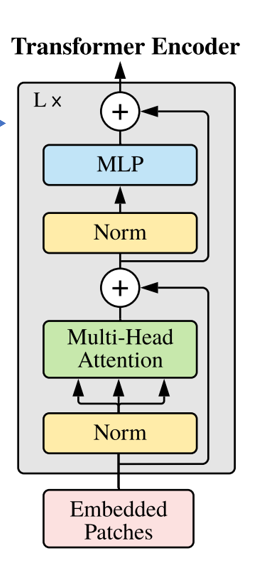 Transformer Encoder
L ×
+
MLP
Norm
+
Multi-Head
Attention
Norm
Embedded
Patches